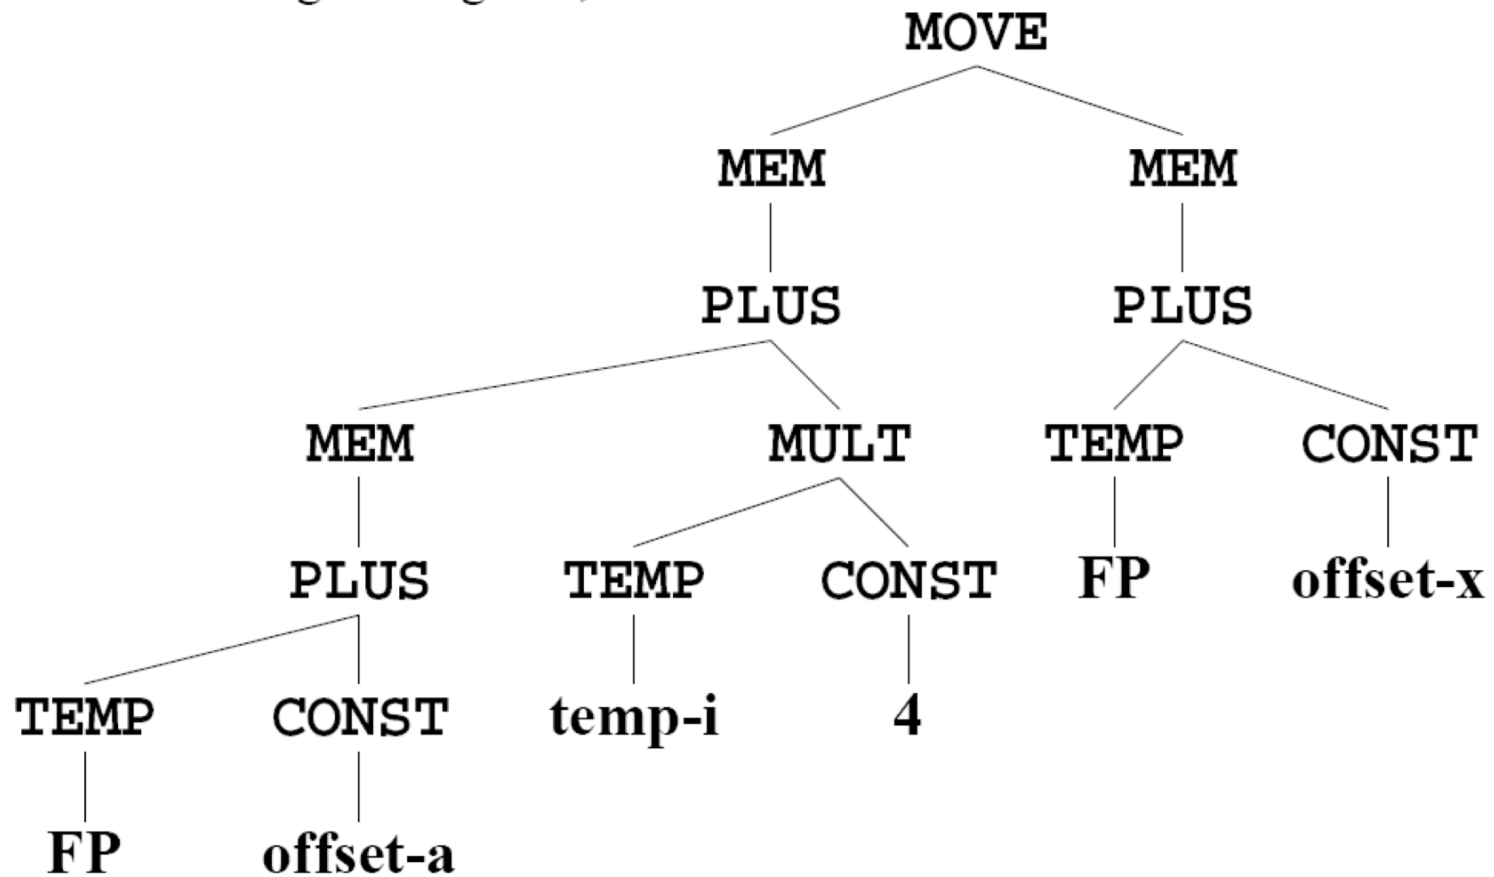 MOVE
MEM MEM
PLUS PLUS
MEM MULT TEMP CONST
PLUS TEMP CONST FP offset-x
TEMP CONST temp-i 4
FP offset-a